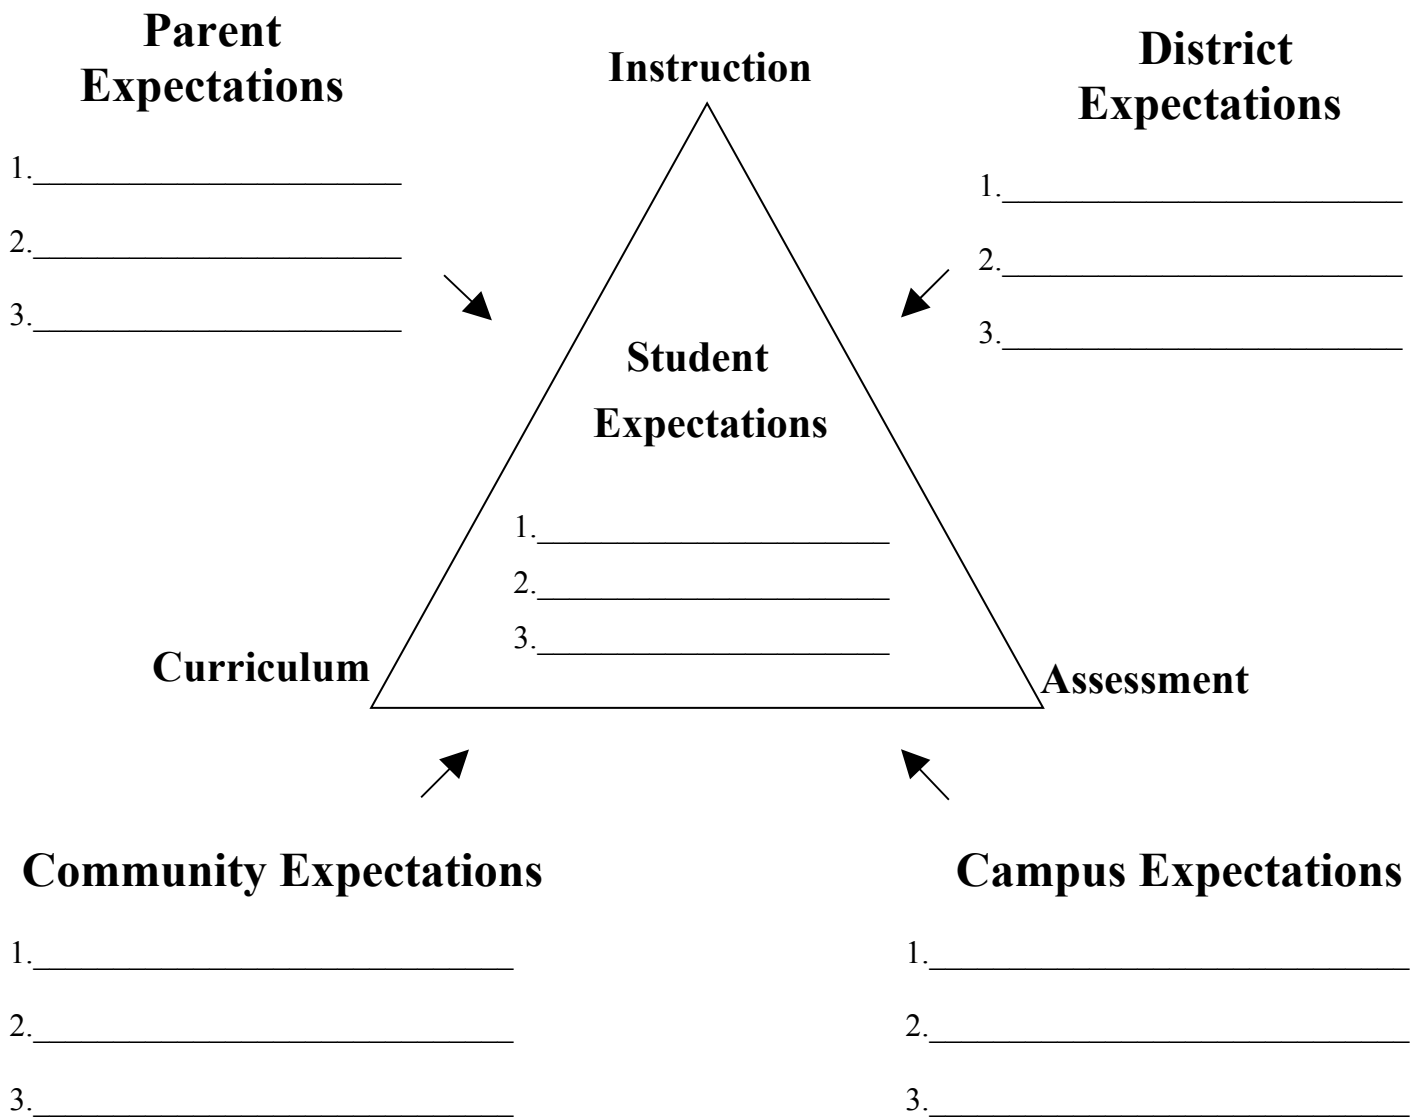 Parent
Expectations
1.
2.
3.
Instruction
District
Expectations
1.
2.
3.
Student
Expectations
1.
2.
3.
Curriculum
Assessment
Community Expectations
1.
2.
3.
Campus Expectations
1.
2.
3.